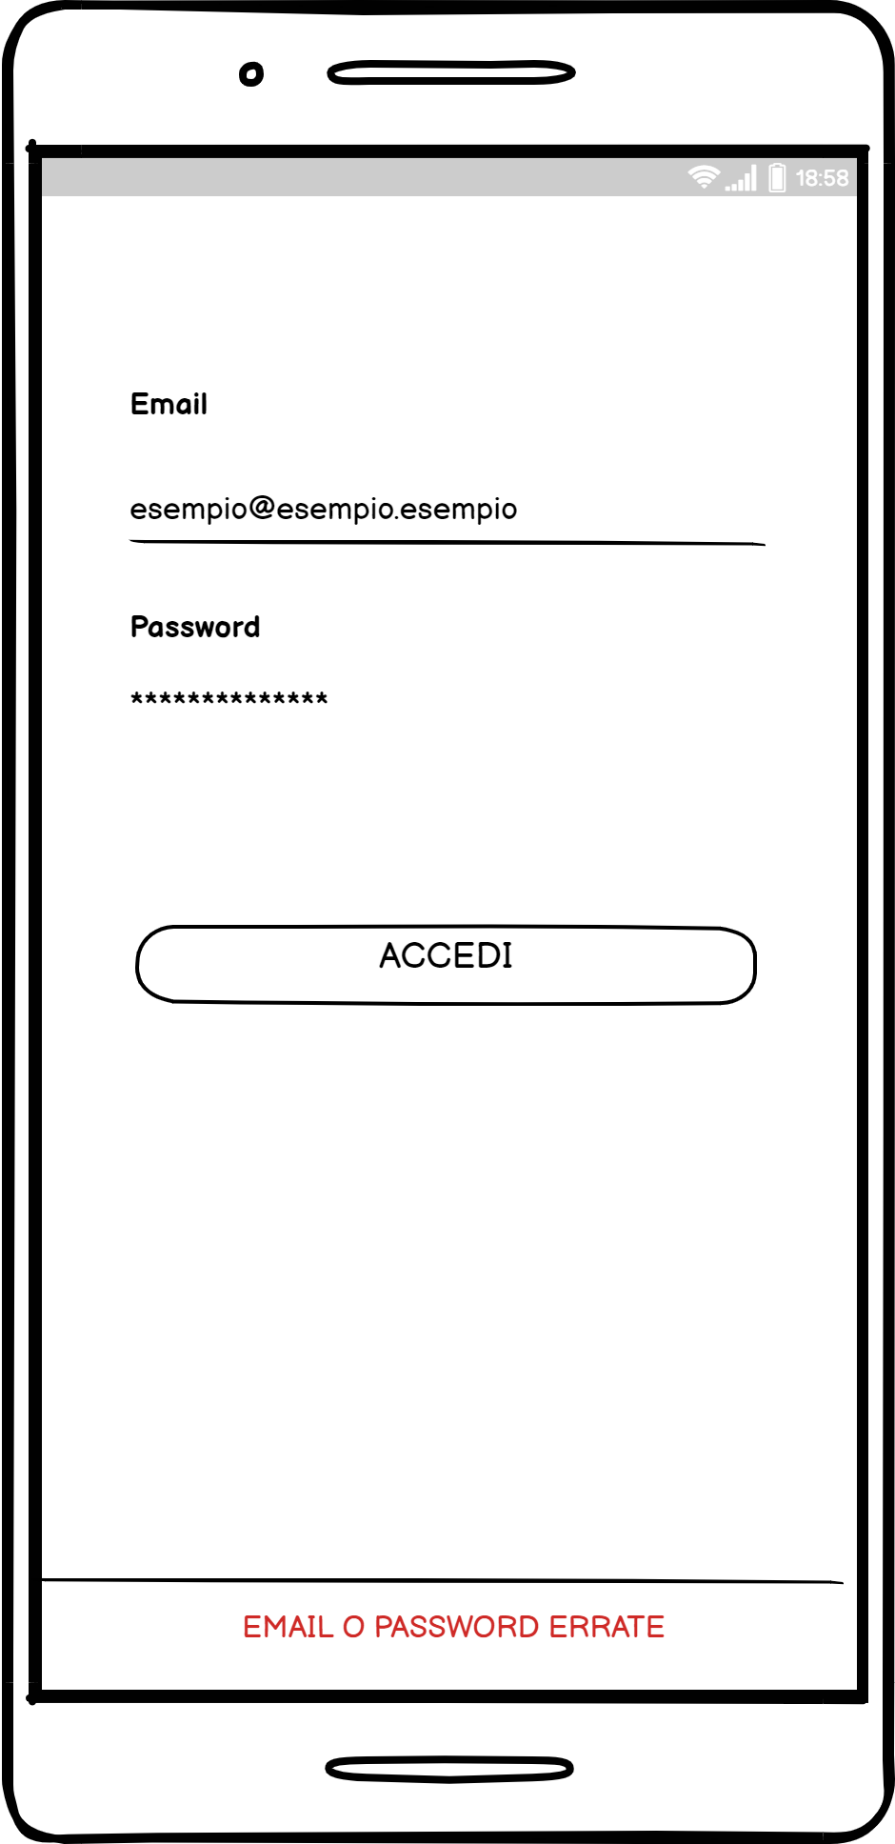 18:58
Email
esempio@esempio.esempio
Password
**************
ACCEDI
EMAIL O PASSWORD ERRATE